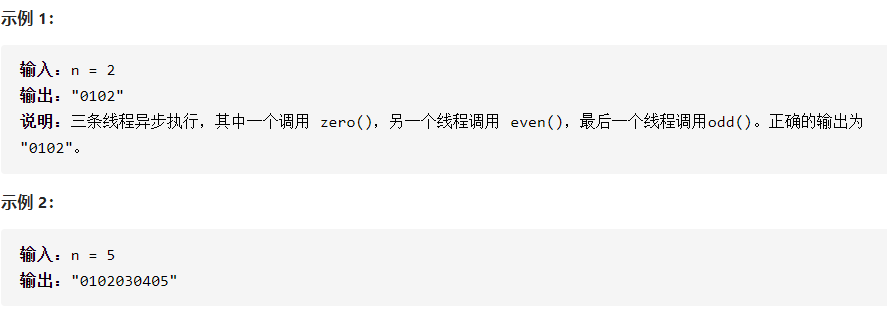 示例 1:
输入：n = 2
输出："0102"
说明：三条线程异步执行，其中一个调用 zero()，另一个线程调用 even()，最后一个线程调用odd()。正确的输出为
"0102"。
示例 2:
输入：n = 5
输出："0102030405"